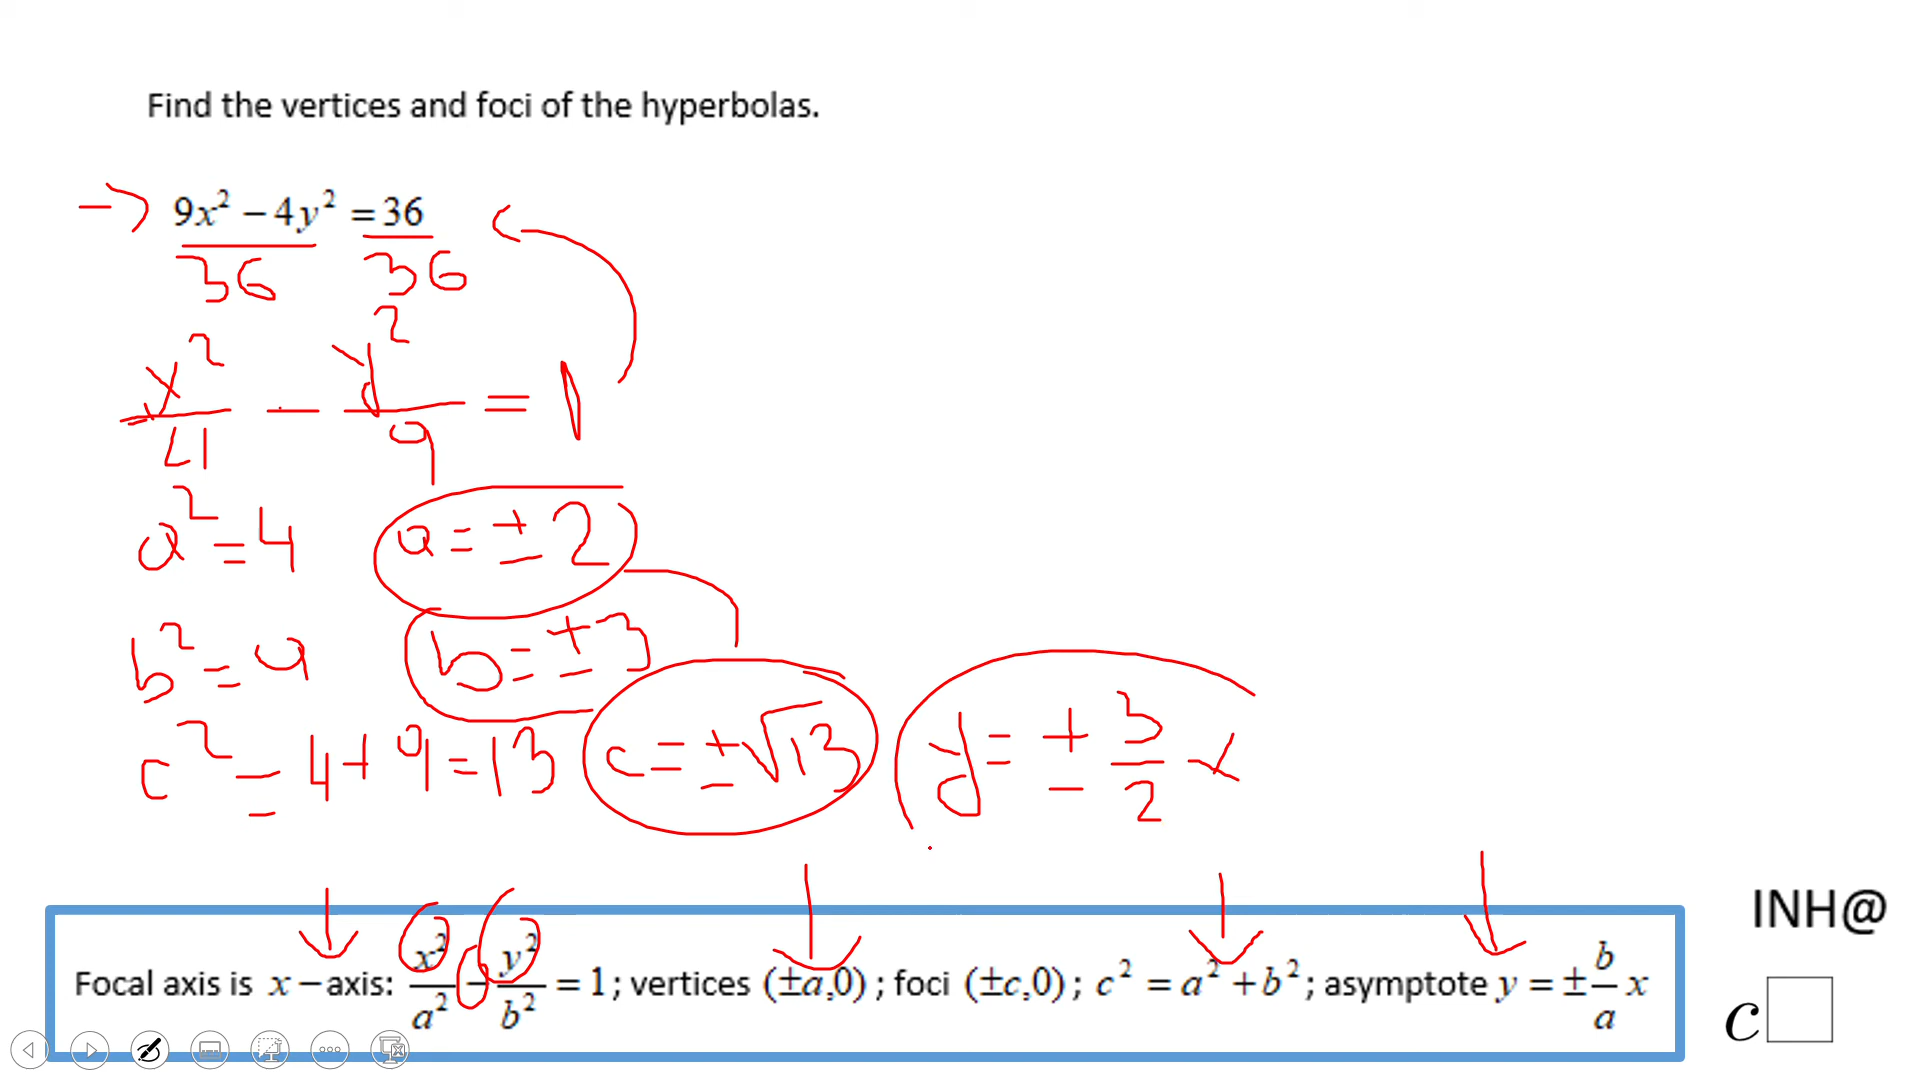 Find the vertices and foci of the hyperbolas.
→ 9x² − 4y² = 36
36 36
x²/4 − y²/9 = 1
a² = 4 a = ± 2
b² = 9 b = ± 3
c² = 4 + 9 = 13 c = ± √13 y = ± 3/2 x
Focal axis is x − axis: x²/a² − y²/b² = 1; vertices (±a,0); foci (±c,0); c² = a² + b²; asymptote y = ± b/a x
INH@
c